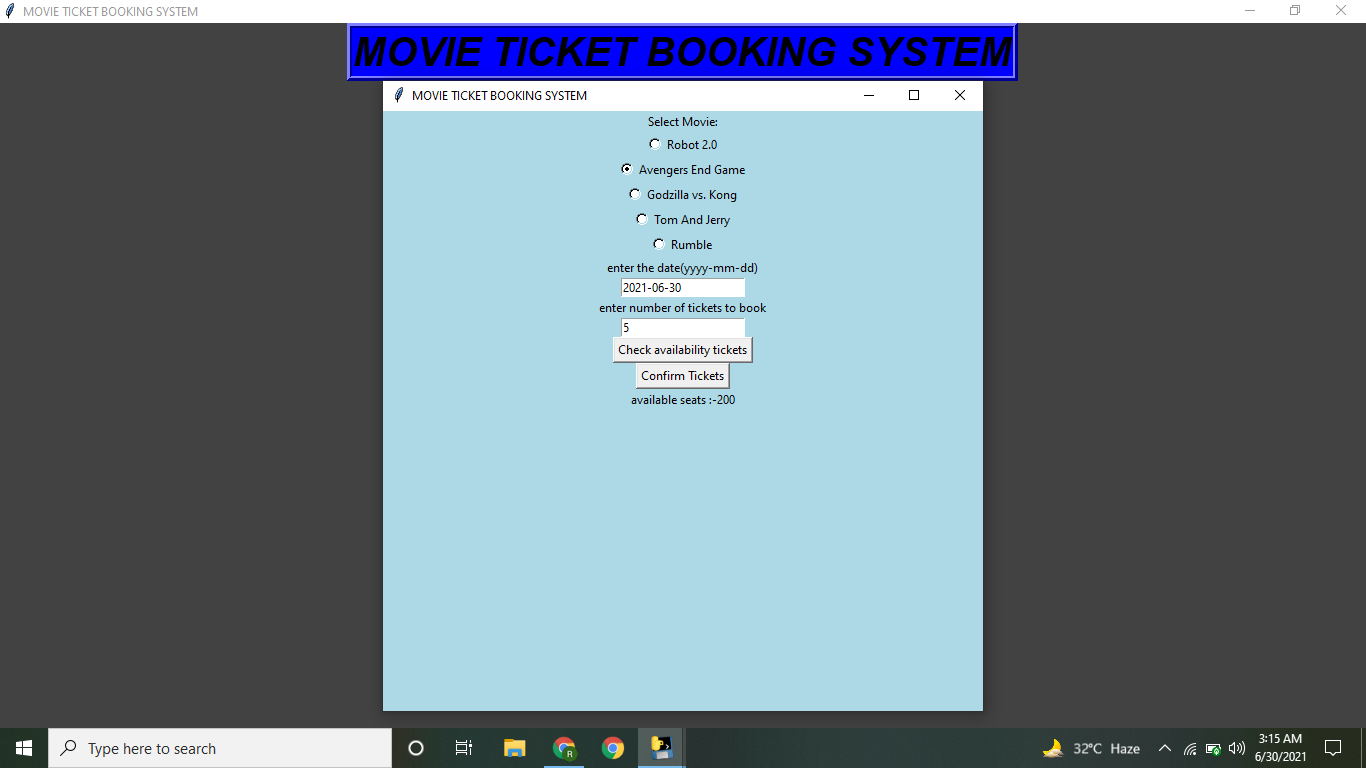 MOVIE TICKET BOOKING SYSTEM
MOVIE TICKET BOOKING SYSTEM
MOVIE TICKET BOOKING SYSTEM
Select Movie:
Robot 2.0
Avengers End Game
Godzilla vs. Kong
Tom And Jerry
Rumble
enter the date(yyyy-mm-dd)
2021-06-30
enter number of tickets to book
5
Check availability tickets
Confirm Tickets
available seats :-200
Type here to search
R
32°C Haze
3:15 AM
6/30/2021